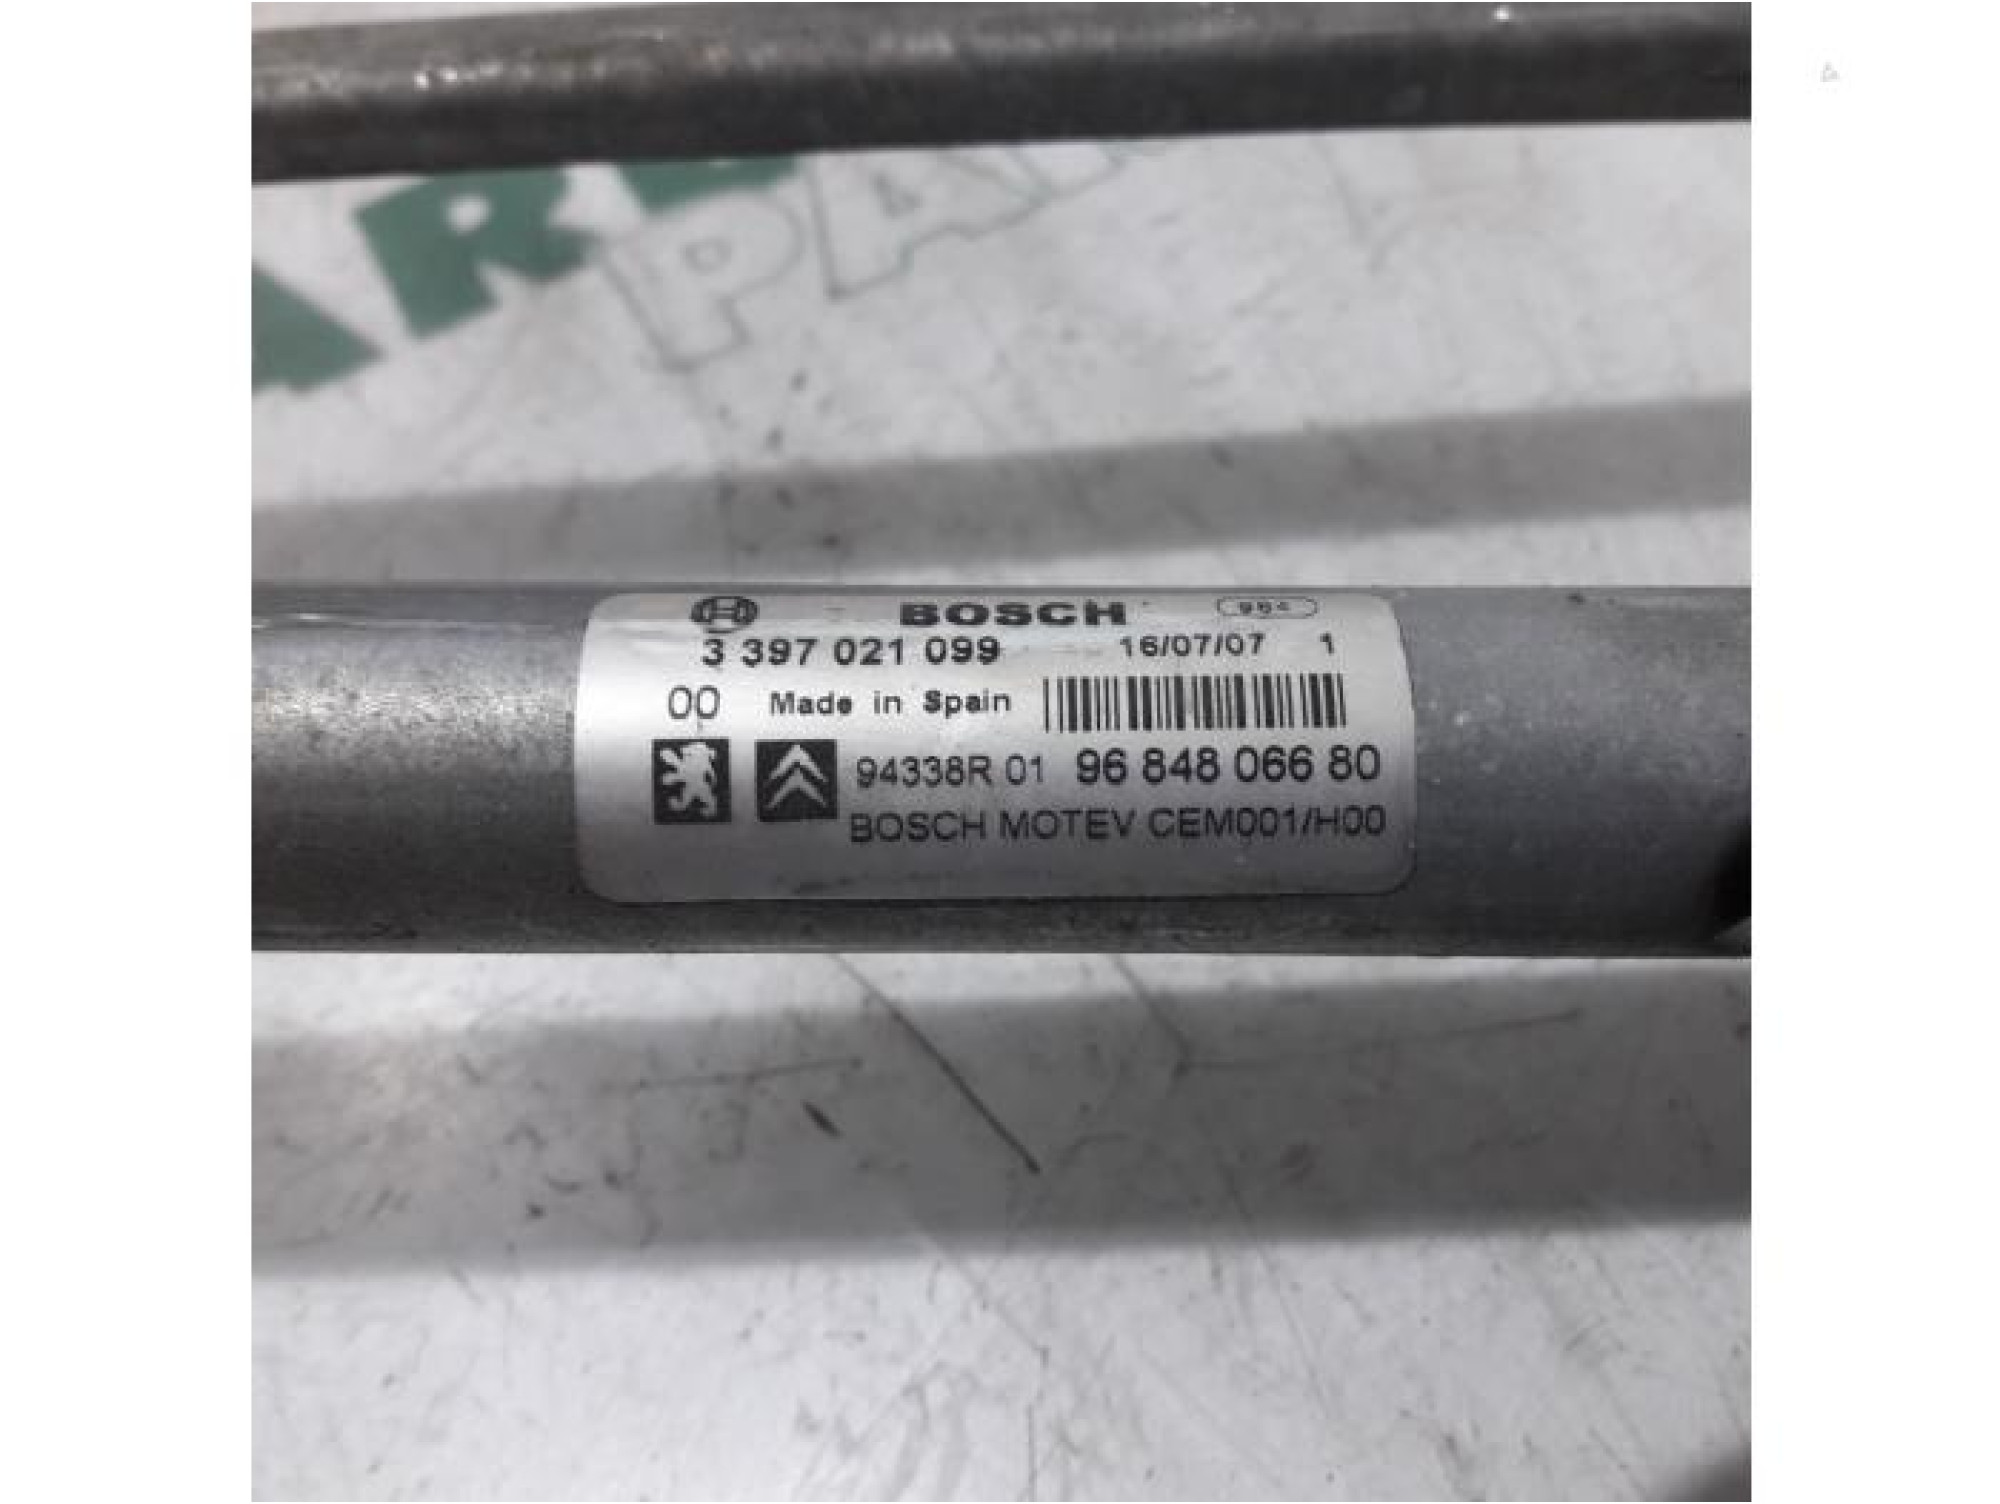 PA
BOSCH
3 397 021 099 16/07/07 1
00 Made in Spain
94338R 01 96 848 066 80
BOSCH MOTEV CEM001/H00